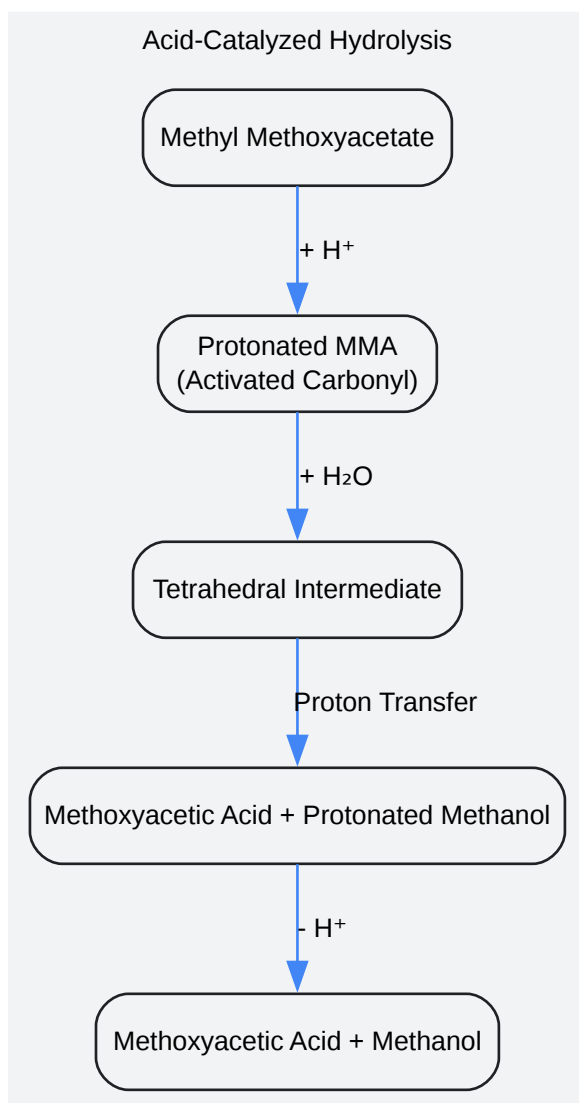 Acid-Catalyzed Hydrolysis
Methyl Methoxyacetate
+ H⁺
Protonated MMA
(Activated Carbonyl)
+ H₂O
Tetrahedral Intermediate
Proton Transfer
Methoxyacetic Acid + Protonated Methanol
- H⁺
Methoxyacetic Acid + Methanol